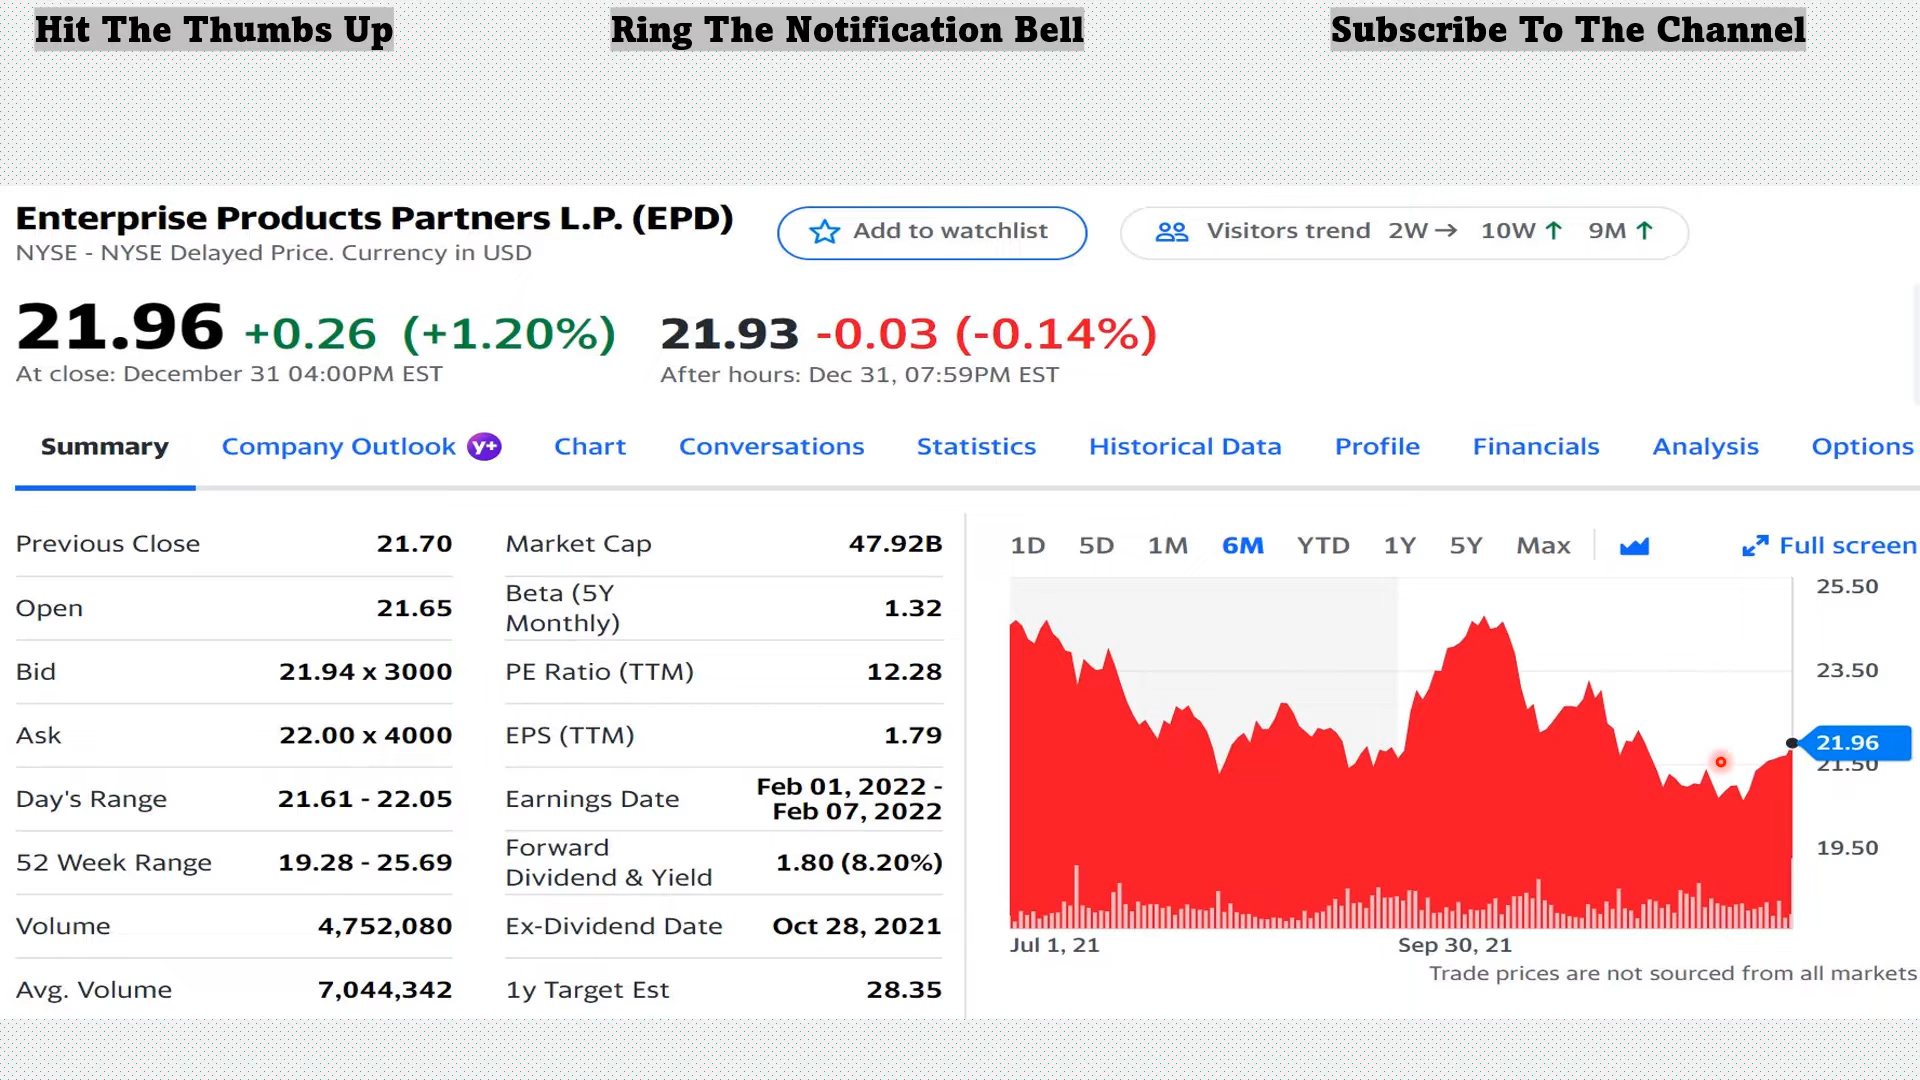 Hit The Thumbs Up Ring The Notification Bell Subscribe To The Channel
Enterprise Products Partners L.P. (EPD)
Add to watchlist
Visitors trend 2W→ 10W↑ 9M↑
NYSE - NYSE Delayed Price. Currency in USD
21.96 +0.26 (+1.20%) 21.93 -0.03 (-0.14%)
At close: December 31 04:00PM EST After hours: Dec 31, 07:59PM EST
Summary Company Outlook y+ Chart Conversations Statistics Historical Data Profile Financials Analysis Options
Previous Close 21.70
Open 21.65
Bid 21.94 x 3000
Ask 22.00 x 4000
Day's Range 21.61 - 22.05
52 Week Range 19.28 - 25.69
Volume 4,752,080
Avg. Volume 7,044,342
Market Cap 47.92B
Beta (5Y
Monthly) 1.32
PE Ratio (TTM) 12.28
EPS (TTM) 1.79
Earnings Date Feb 01, 2022 -
Feb 07, 2022
Forward
Dividend & Yield 1.80 (8.20%)
Ex-Dividend Date Oct 28, 2021
1y Target Est 28.35
1D 5D 1M 6M YTD 1Y 5Y Max Full screen
25.50
23.50
21.96
21.50
19.50
Jul 1, 21 Sep 30, 21
Trade prices are not sourced from all markets